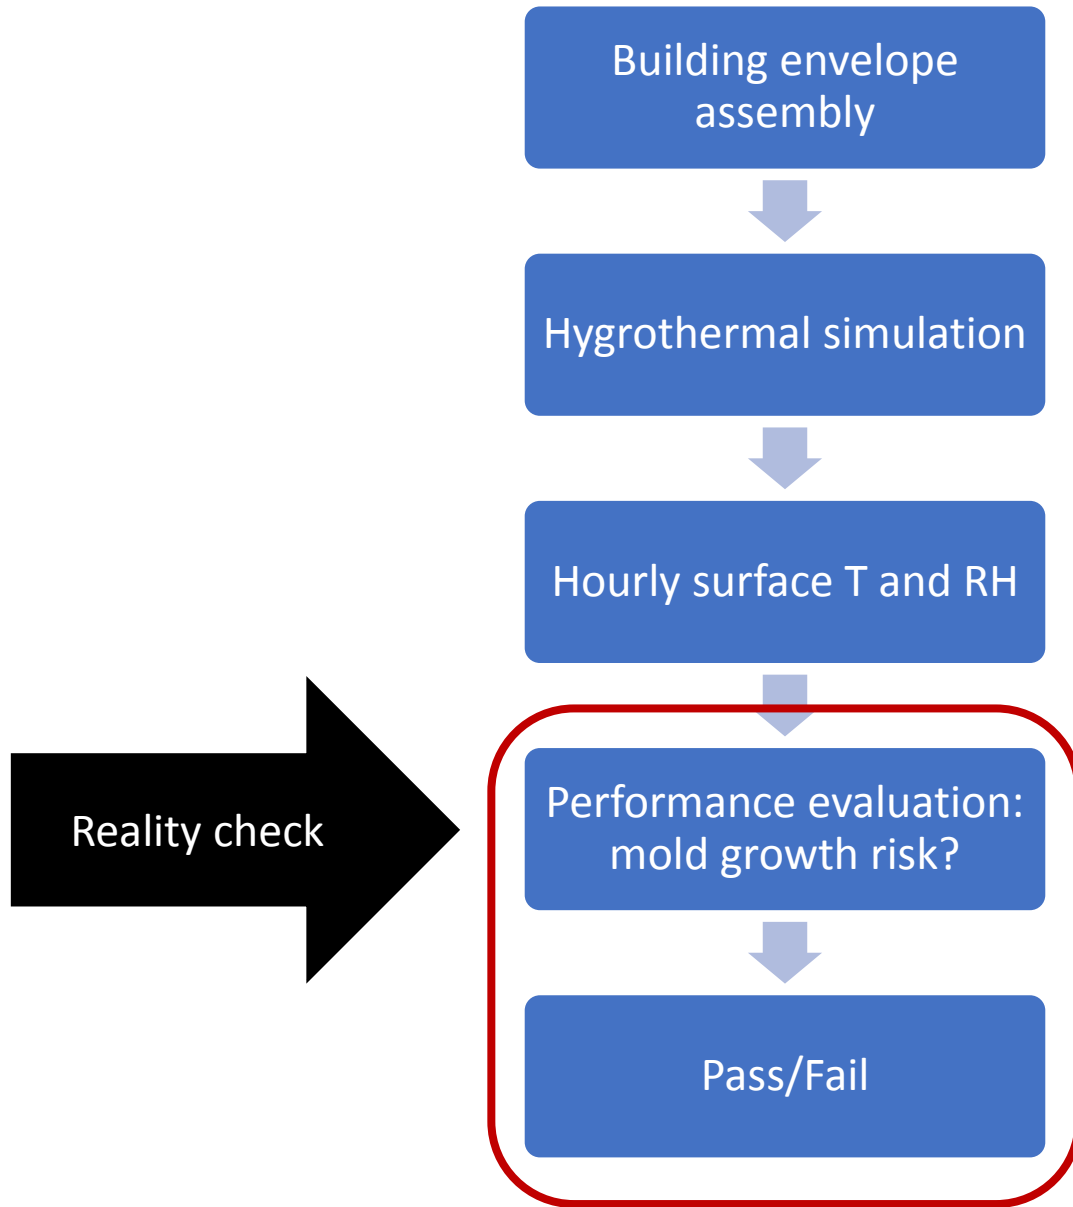 Building envelope
assembly
Hygrothermal simulation
Hourly surface T and RH
Reality check
Performance evaluation:
mold growth risk?
Pass/Fail